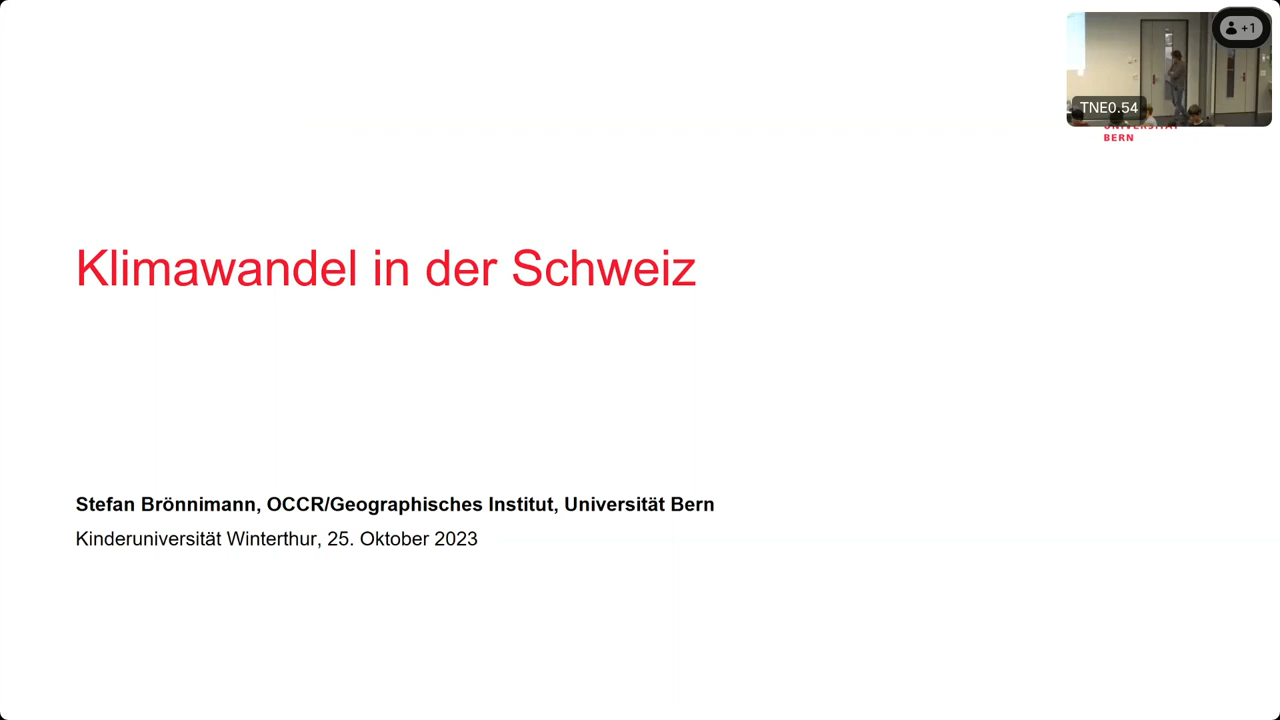 +1
TNE0.54
BERN
Klimawandel in der Schweiz
Stefan Brönnimann, OCCR/Geographisches Institut, Universität Bern
Kinderuniversität Winterthur, 25. Oktober 2023